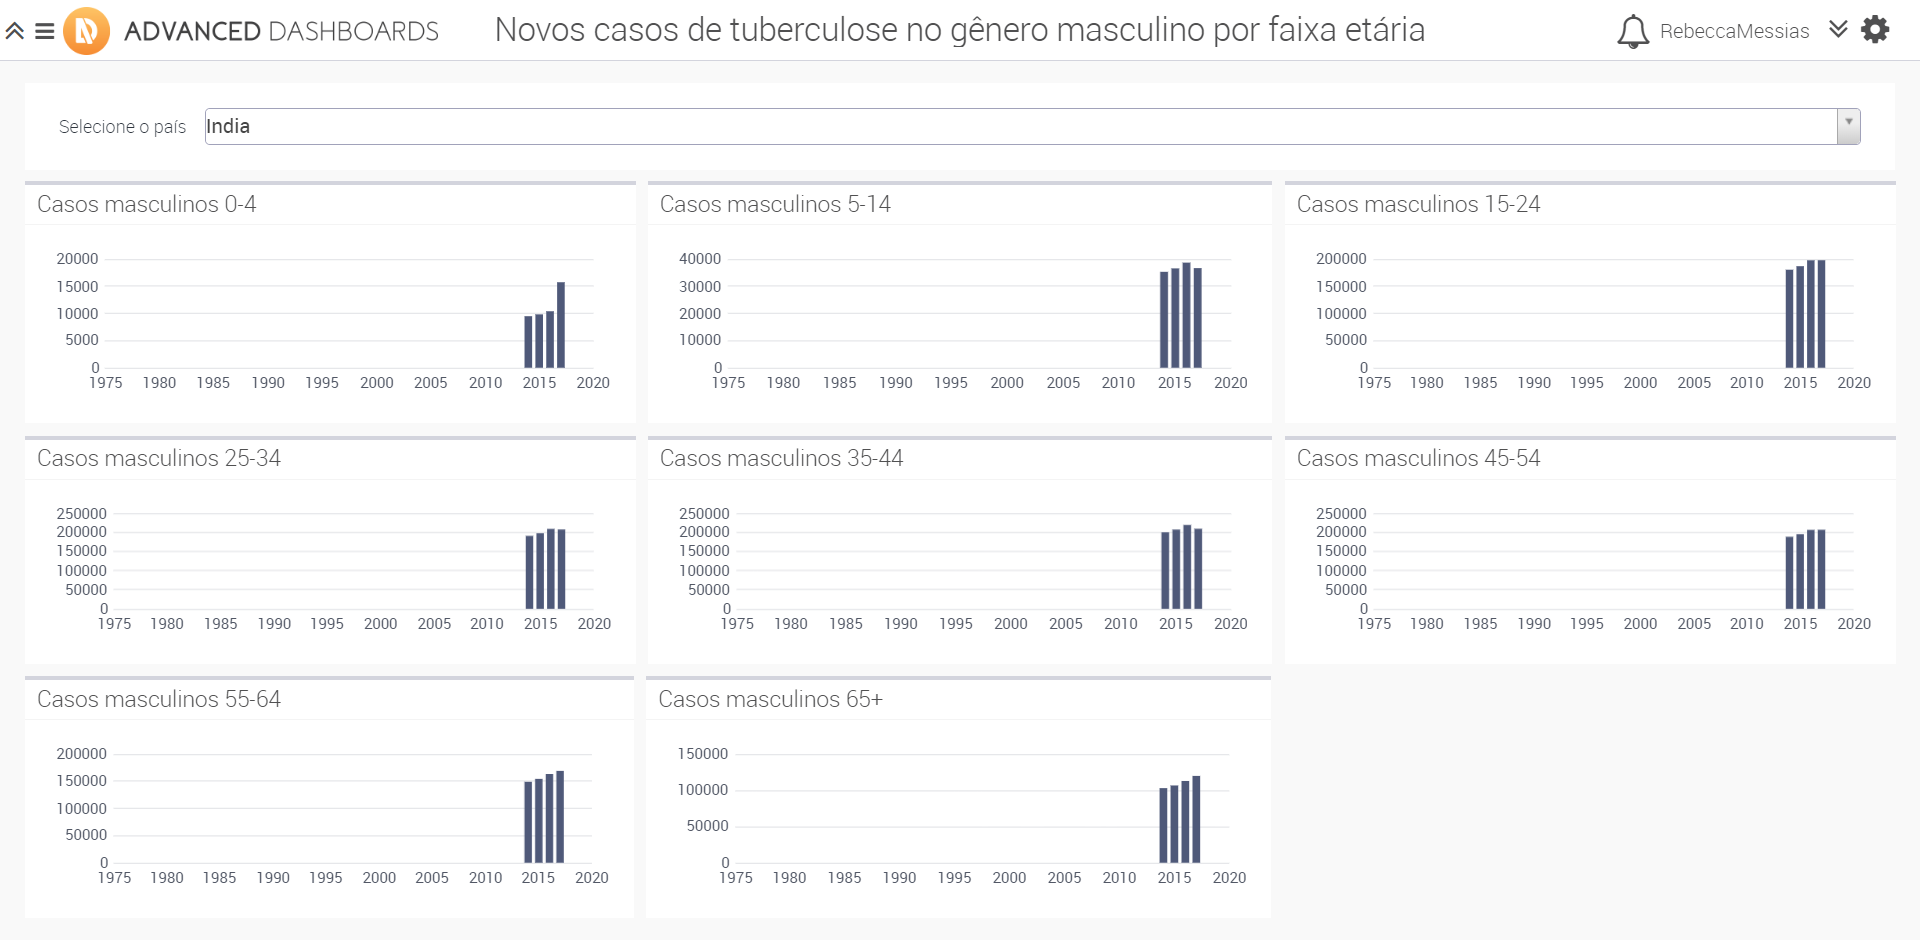 ADVANCED DASHBOARDS
Novos casos de tuberculose no gênero masculino por faixa etária
RebeccaMessias
Selecione o país
India
Casos masculinos 0-4
20000
15000
10000
5000
0
1975 1980 1985 1990 1995 2000 2005 2010 2015 2020
Casos masculinos 5-14
40000
30000
20000
10000
0
1975 1980 1985 1990 1995 2000 2005 2010 2015 2020
Casos masculinos 15-24
200000
150000
100000
50000
0
1975 1980 1985 1990 1995 2000 2005 2010 2015 2020
Casos masculinos 25-34
250000
200000
150000
100000
50000
0
1975 1980 1985 1990 1995 2000 2005 2010 2015 2020
Casos masculinos 35-44
250000
200000
150000
100000
50000
0
1975 1980 1985 1990 1995 2000 2005 2010 2015 2020
Casos masculinos 45-54
250000
200000
150000
100000
50000
0
1975 1980 1985 1990 1995 2000 2005 2010 2015 2020
Casos masculinos 55-64
200000
150000
100000
50000
0
1975 1980 1985 1990 1995 2000 2005 2010 2015 2020
Casos masculinos 65+
150000
100000
50000
0
1975 1980 1985 1990 1995 2000 2005 2010 2015 2020